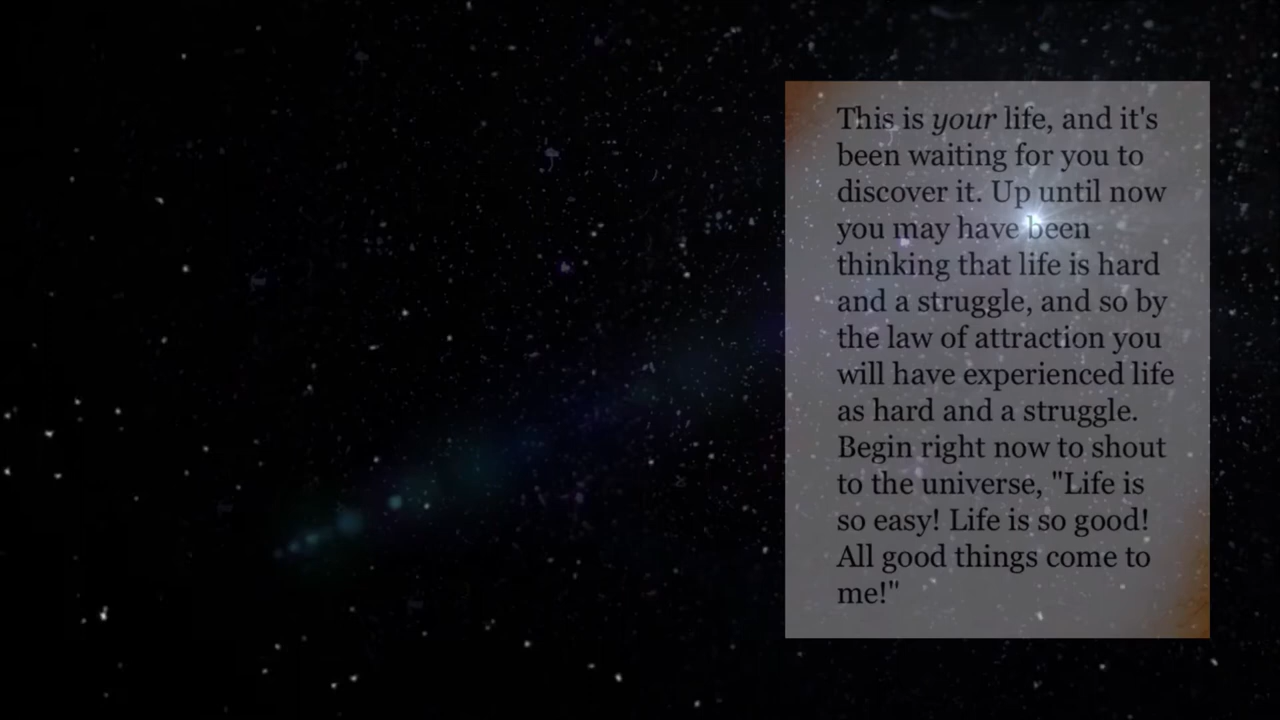 This is your life, and it's
been waiting for you to
discover it. Up until now
you may have been
thinking that life is hard
and a struggle, and so by
the law of attraction you
will have experienced life
as hard and a struggle.
Begin right now to shout
to the universe, "Life is
so easy! Life is so good!
All good things come to
me!"